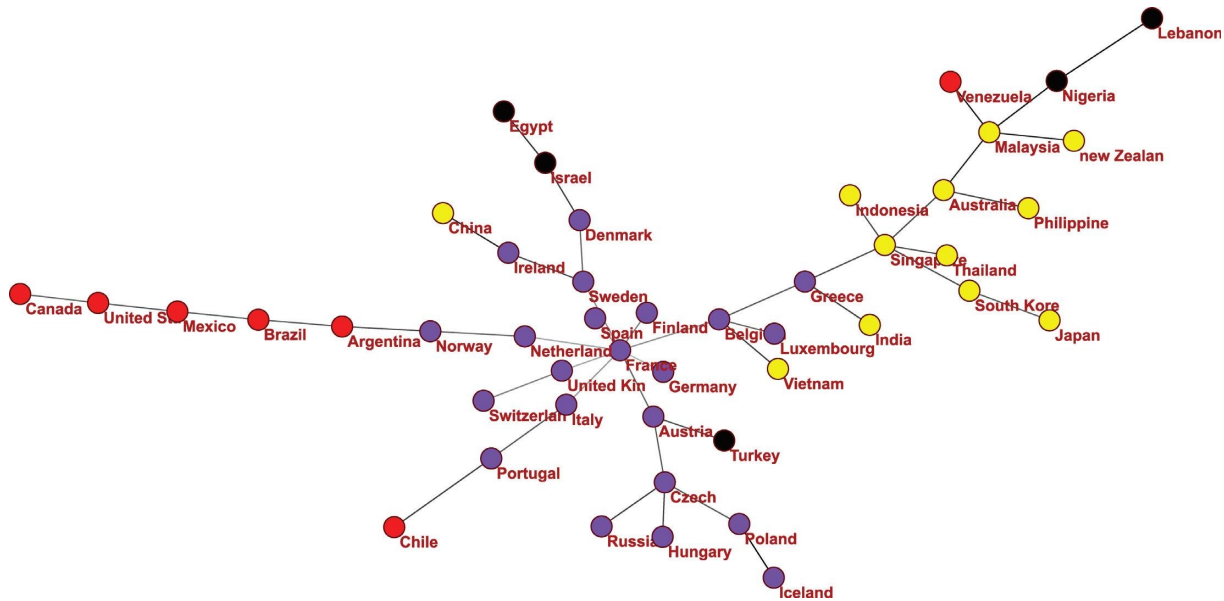 Lebanon
Venezuela
Nigeria
Egypt
Malaysia
new Zealan
Israel
Indonesia
Australia
Philippine
China
Denmark
Ireland
Thailand
Sweden
Greece
South Kore
Canada
United Sta
Mexico
Brazil
Argentina
Norway
Netherland
Spain
Finland
Belgi
Luxembourg
India
Japan
France
United Kin
Germany
Vietnam
Switzerlan
Italy
Austria
Turkey
Portugal
Czech
Chile
Russia
Hungary
Poland
Iceland